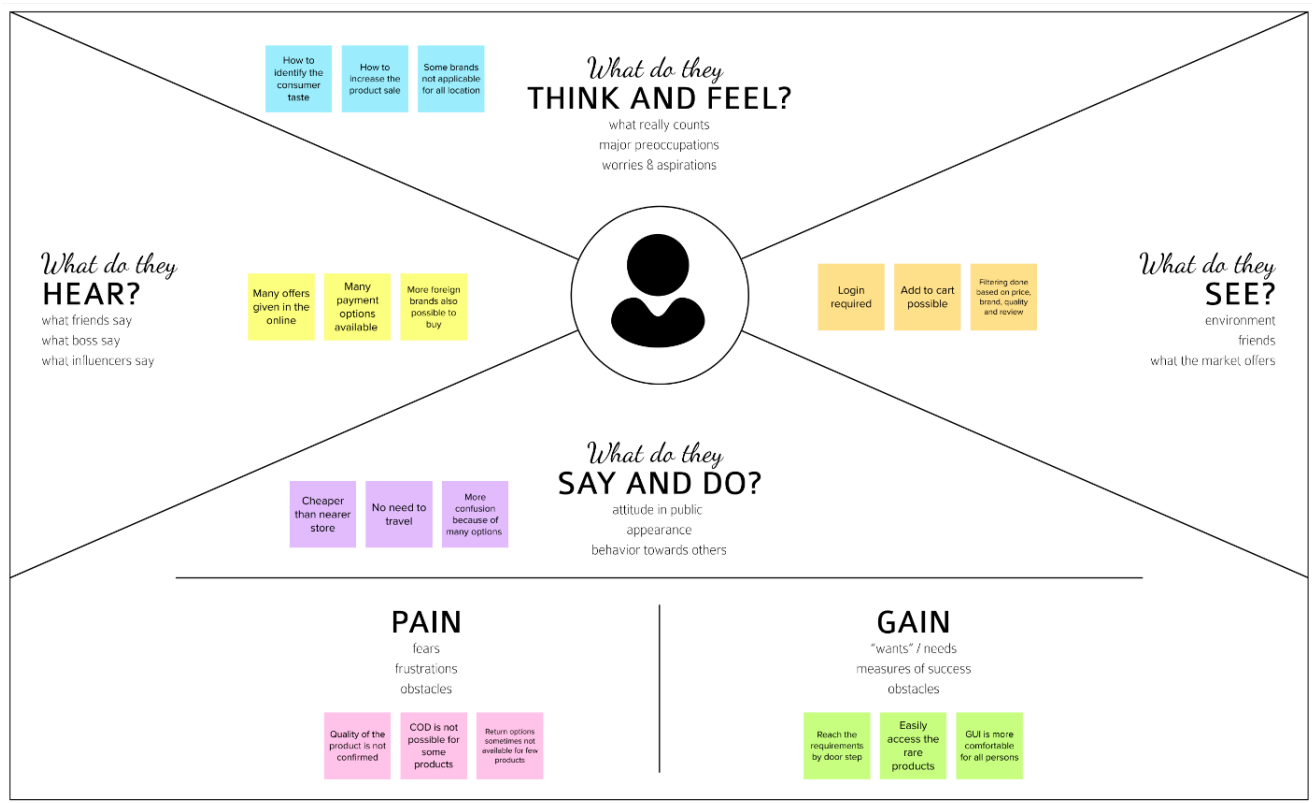 How to
identify the
consumer
taste
How to
increase the
product sale
Some brands
not applicable
for all location
What do they
THINK AND FEEL?
what really counts
major preoccupations
worries & aspirations
What do they
HEAR?
what friends say
what boss say
what influencers say
Many offers
given in the
online
Many
payment
options
available
More foreign
brands also
possible to
buy
Login
required
Add to cart
possible
Filtering done
based on price,
brand, quality
and review
What do they
SEE?
environment
friends
what the market offers
What do they
SAY AND DO?
attitude in public
appearance
behavior towards others
Cheaper
than nearer
store
No need to
travel
More
confusion
because of
many options
PAIN
fears
frustrations
obstacles
Quality of the
product is not
confirmed
COD is not
possible for
some
products
Return options
sometimes not
available for few
products
GAIN
"wants" / needs
measures of success
obstacles
Reach the
requirements
by door step
Easily
access the
rare
products
GUI is more
comfortable
for all persons